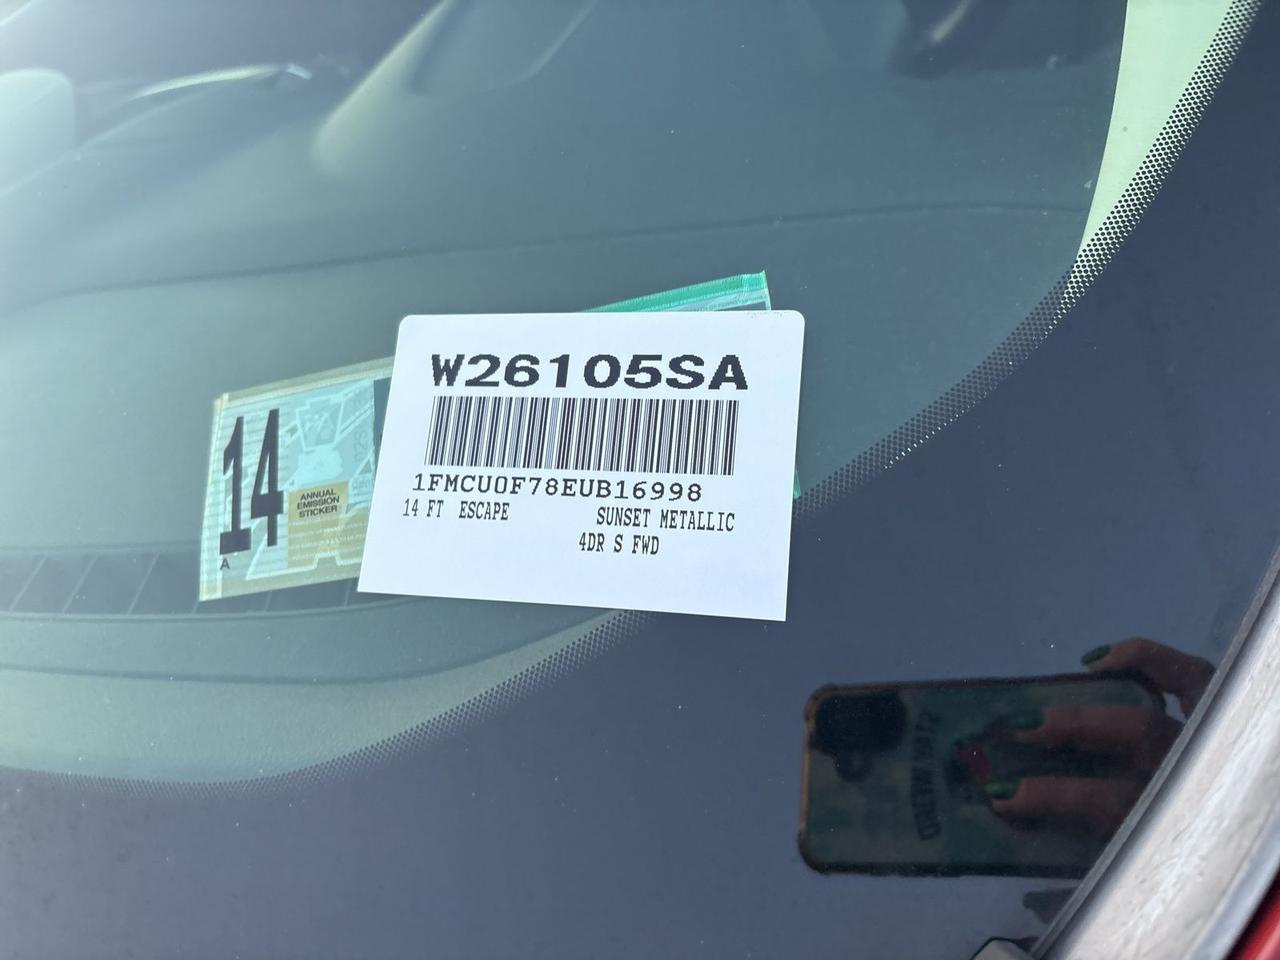 W26105SA
1FMCU0F78EUB16998
14 FT ESCAPE SUNSET METALLIC
4DR S FWD
14
ANNUAL
EMISSION
STICKER
A